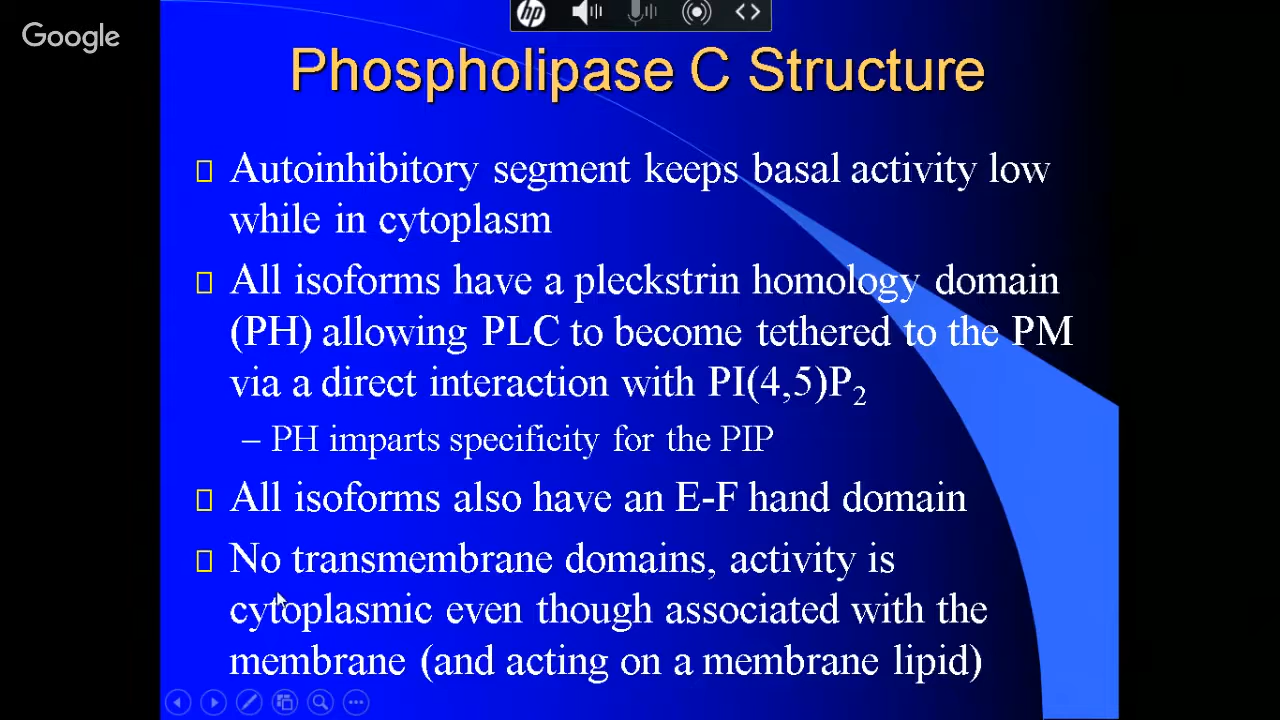 Google
hp
Phospholipase C Structure
Autoinhibitory segment keeps basal activity low
while in cytoplasm
All isoforms have a pleckstrin homology domain
(PH) allowing PLC to become tethered to the PM
via a direct interaction with PI(4,5)P₂
– PH imparts specificity for the PIP
All isoforms also have an E-F hand domain
No transmembrane domains, activity is
cytoplasmic even though associated with the
membrane (and acting on a membrane lipid)